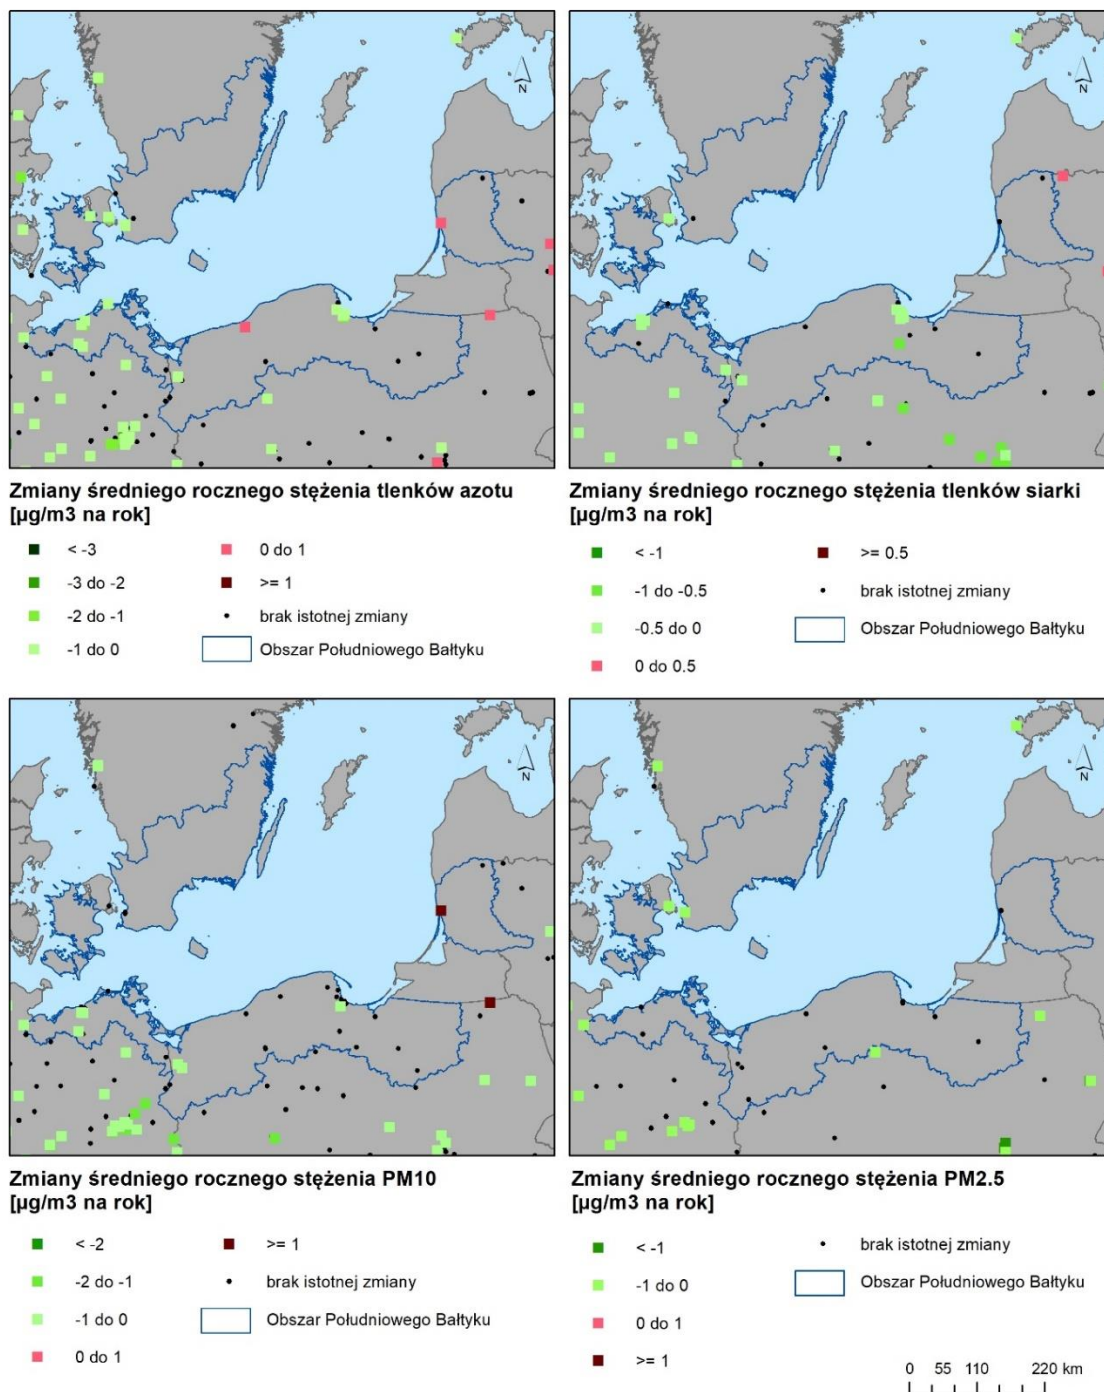 N
N
Zmiany średniego rocznego stężenia tlenków azotu
[µg/m3 na rok]
< -3
-3 do -2
-2 do -1
-1 do 0
0 do 1
>= 1
brak istotnej zmiany
Obszar Południowego Bałtyku
Zmiany średniego rocznego stężenia tlenków siarki
[µg/m3 na rok]
< -1
-1 do -0.5
-0.5 do 0
0 do 0.5
>= 0.5
brak istotnej zmiany
Obszar Południowego Bałtyku
N
N
Zmiany średniego rocznego stężenia PM10
[µg/m3 na rok]
< -2
-2 do -1
-1 do 0
0 do 1
>= 1
brak istotnej zmiany
Obszar Południowego Bałtyku
Zmiany średniego rocznego stężenia PM2.5
[µg/m3 na rok]
< -1
-1 do 0
0 do 1
>= 1
brak istotnej zmiany
Obszar Południowego Bałtyku
0 55 110 220 km